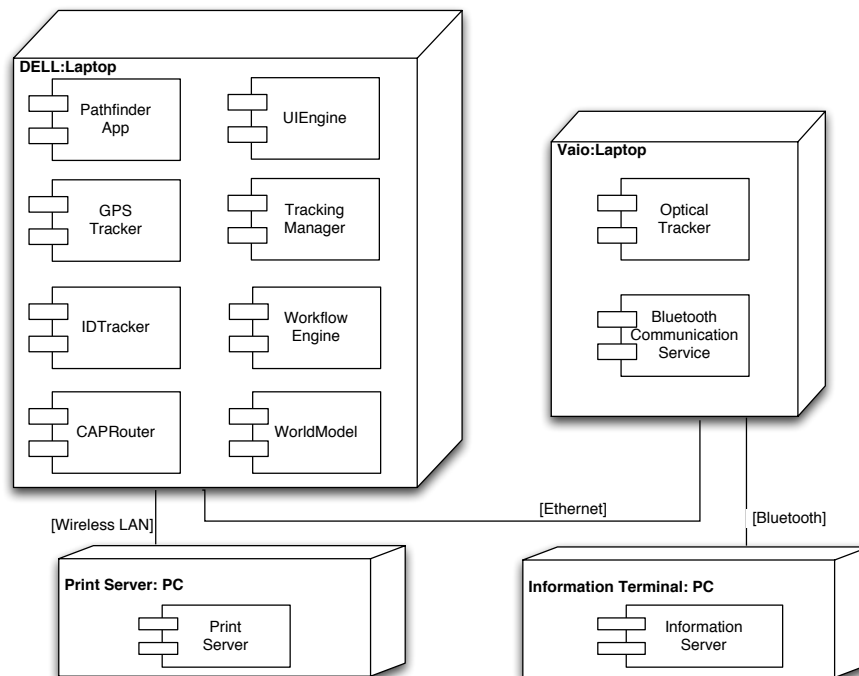 DELL:Laptop
Pathfinder
App
UIEngine
GPS
Tracker
Tracking
Manager
IDTracker
Workflow
Engine
CAPRouter
WorldModel
Vaio:Laptop
Optical
Tracker
Bluetooth
Communication
Service
[Wireless LAN]
[Ethernet]
[Bluetooth]
Print Server: PC
Print
Server
Information Terminal: PC
Information
Server